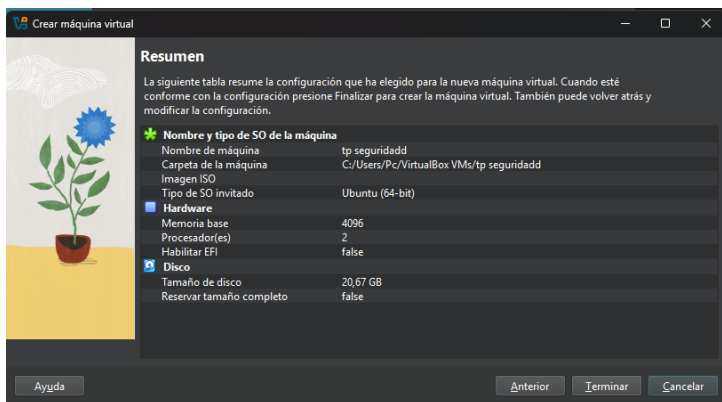 Crear máquina virtual
Resumen
La siguiente tabla resume la configuración que ha elegido para la nueva máquina virtual. Cuando esté
conforme con la configuración presione Finalizar para crear la máquina virtual. También puede volver atrás y
modificar la configuración.
Nombre y tipo de SO de la máquina
Nombre de máquina tp seguridadd
Carpeta de la máquina C:/Users/Pc/VirtualBox VMs/tp seguridadd
Imagen ISO
Tipo de SO invitado Ubuntu (64-bit)
Hardware
Memoria base 4096
Procesador(es) 2
Habilitar EFI false
Disco
Tamaño de disco 20,67 GB
Reservar tamaño completo false
Ayuda Anterior Terminar Cancelar